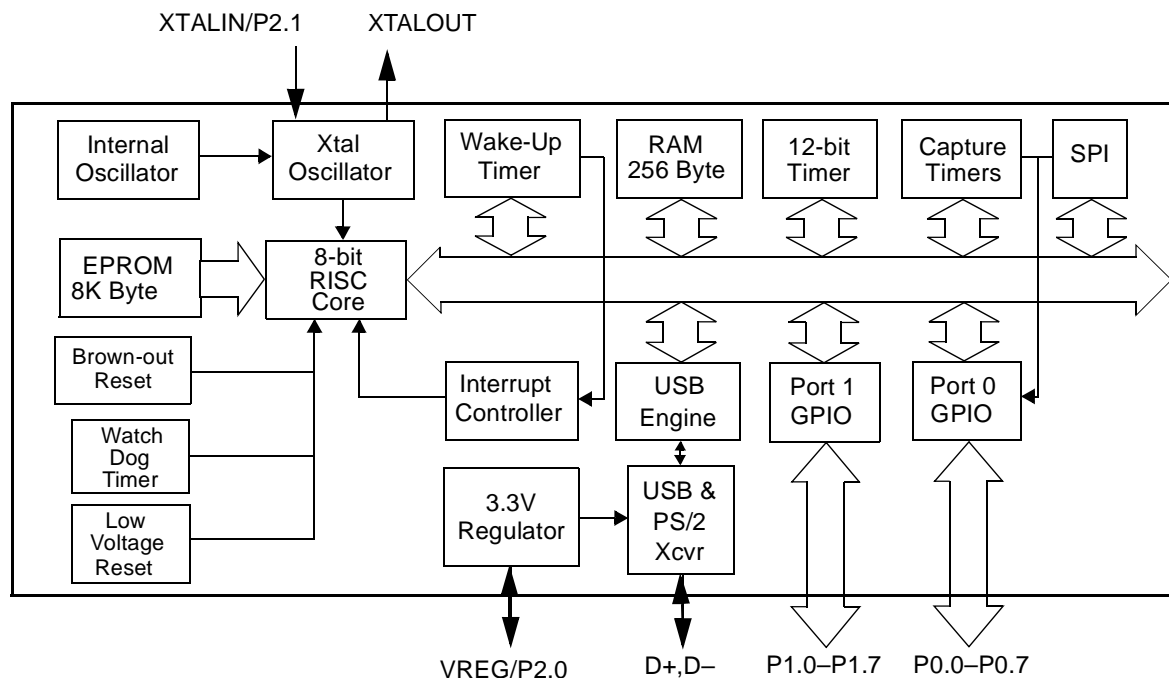 XTALIN/P2.1
XTALOUT
Internal
Oscillator
Xtal
Oscillator
Wake-Up
Timer
RAM
256 Byte
12-bit
Timer
Capture
Timers
SPI
EPROM
8K Byte
8-bit
RISC
Core
Brown-out
Reset
Interrupt
Controller
USB
Engine
Port 1
GPIO
Port 0
GPIO
Watch
Dog
Timer
3.3V
Regulator
USB &
PS/2
Xcvr
Low
Voltage
Reset
VREG/P2.0
D+,D–
P1.0–P1.7
P0.0–P0.7